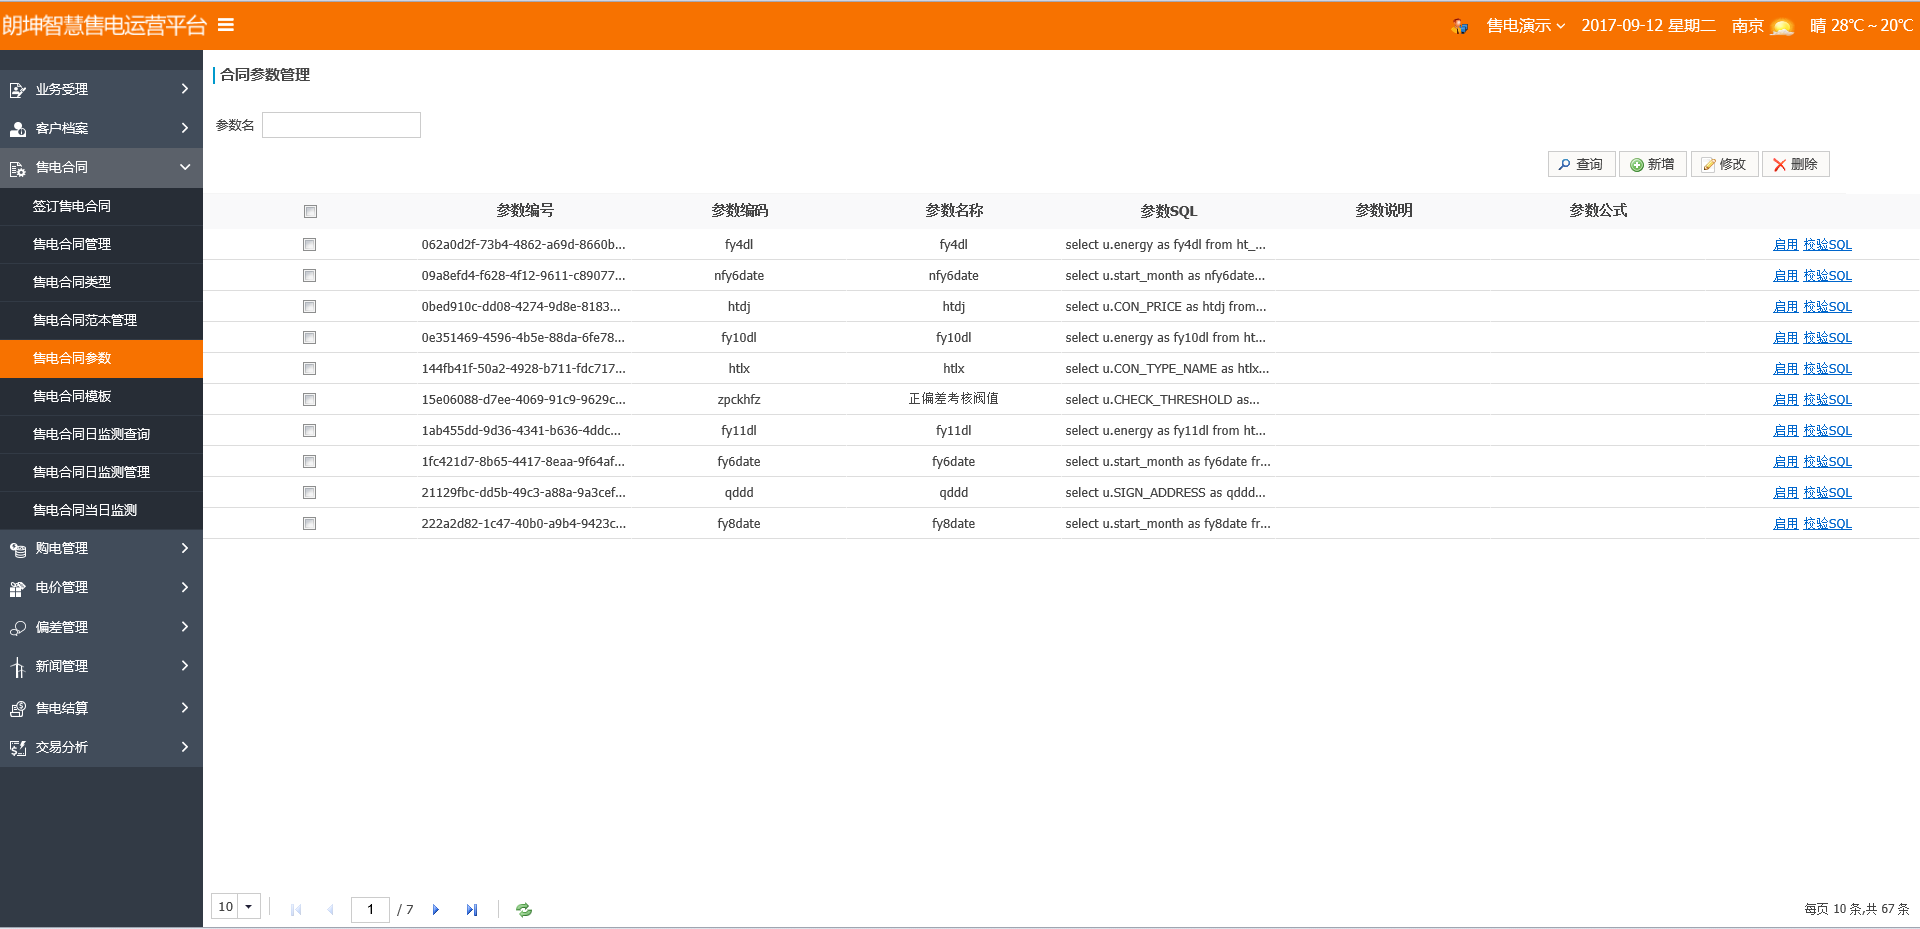 朗坤智慧售电运营平台
售电演示 2017-09-12 星期二 南京 晴 28℃~20℃
业务受理
客户档案
售电合同
签订售电合同
售电合同管理
售电合同类型
售电合同范本管理
售电合同参数
售电合同模板
售电合同日监测查询
售电合同日监测管理
售电合同当日监测
购电管理
电价管理
偏差管理
新闻管理
售电结算
交易分析
合同参数管理
参数名
查询 新增 修改 删除
参数编号 参数编码 参数名称 参数SQL 参数说明 参数公式
062a0d2f-73b4-4862-a69d-8660b... fy4dl fy4dl select u.energy as fy4dl from ht_... 启用 校验SQL
09a8efd4-f628-4f12-9611-c89077... nfy6date nfy6date select u.start_month as nfy6date... 启用 校验SQL
0bed910c-dd08-4274-9d8e-8183... htdj htdj select u.CON_PRICE as htdj from... 启用 校验SQL
0e351469-4596-4b5e-88da-6fe78... fy10dl fy10dl select u.energy as fy10dl from ht... 启用 校验SQL
144fb41f-50a2-4928-b711-fdc717... htlx htlx select u.CON_TYPE_NAME as htlx... 启用 校验SQL
15e06088-d7ee-4069-91c9-9629c... zpckhfz 正偏差考核阀值 select u.CHECK_THRESHOLD as... 启用 校验SQL
1ab455dd-9d36-4341-b636-4ddc... fy11dl fy11dl select u.energy as fy11dl from ht... 启用 校验SQL
1fc421d7-8b65-4417-8eaa-9f64af... fy6date fy6date select u.start_month as fy6date fr... 启用 校验SQL
21129fbc-dd5b-49c3-a88a-9a3cef... qddd qddd select u.SIGN_ADDRESS as qddd... 启用 校验SQL
222a2d82-1c47-40b0-a9b4-9423c... fy8date fy8date select u.start_month as fy8date fr... 启用 校验SQL
10 1 / 7 每页 10 条,共 67 条